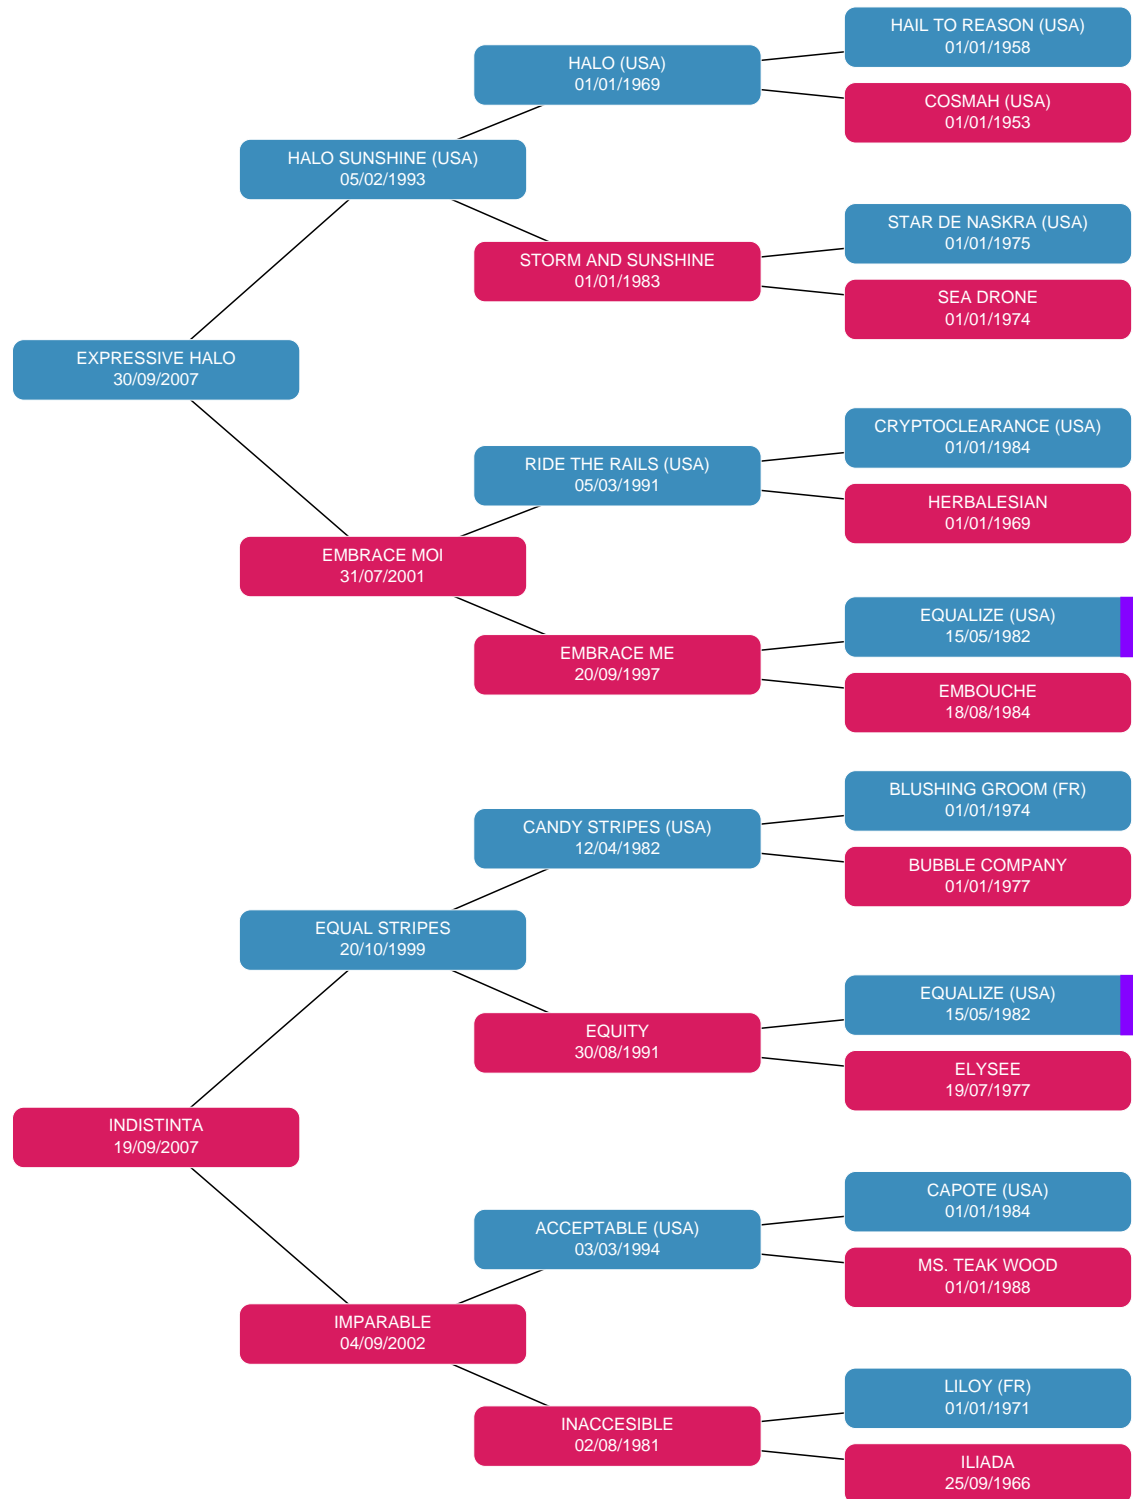 HAIL TO REASON (USA)
01/01/1958
HALO (USA)
01/01/1969
COSMAH (USA)
01/01/1953
HALO SUNSHINE (USA)
05/02/1993
STAR DE NASKRA (USA)
01/01/1975
STORM AND SUNSHINE
01/01/1983
SEA DRONE
01/01/1974
EXPRESSIVE HALO
30/09/2007
CRYPTOCLEARANCE (USA)
01/01/1984
RIDE THE RAILS (USA)
05/03/1991
HERBALESIAN
01/01/1969
EMBRACE MOI
31/07/2001
EQUALIZE (USA)
15/05/1982
EMBRACE ME
20/09/1997
EMBOUCHE
18/08/1984
BLUSHING GROOM (FR)
01/01/1974
CANDY STRIPES (USA)
12/04/1982
BUBBLE COMPANY
01/01/1977
EQUAL STRIPES
20/10/1999
EQUALIZE (USA)
15/05/1982
EQUITY
30/08/1991
ELYSEE
19/07/1977
INDISTINTA
19/09/2007
CAPOTE (USA)
01/01/1984
ACCEPTABLE (USA)
03/03/1994
MS. TEAK WOOD
01/01/1988
IMPARABLE
04/09/2002
LILOY (FR)
01/01/1971
INACCESIBLE
02/08/1981
ILIADA
25/09/1966